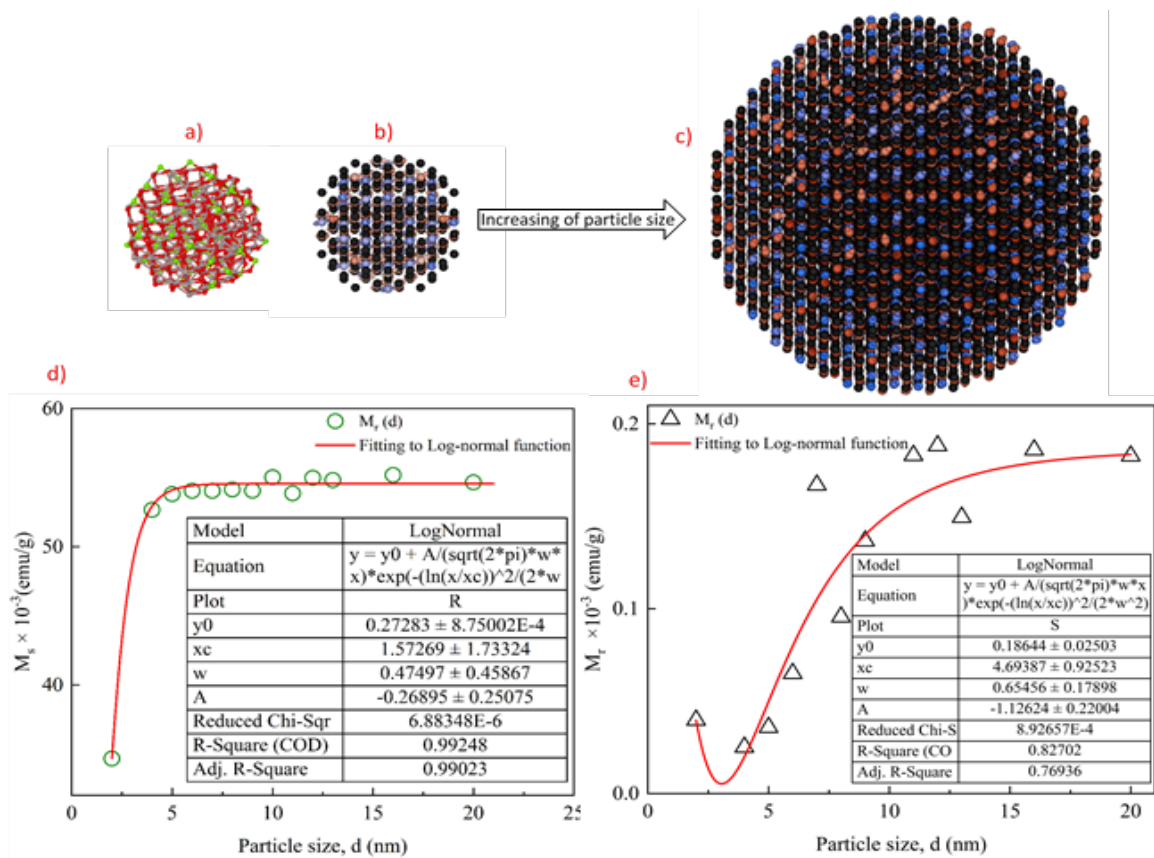 a)
b)
c)
Increasing of particle size
d)
e)
60
40
0
5
10
15
20
25
M_s × 10^-3(emu/g)
Particle size, d (nm)
M_r (d)
Fitting to Log-normal function
Model LogNormal
Equation y = y0 + A/(sqrt(2*pi)*w*
x)*exp(-(ln(x/xc))^2/(2*w
Plot R
y0 0.27283 ± 8.75002E-4
xc 1.57269 ± 1.73324
w 0.47497 ± 0.45867
A -0.26895 ± 0.25075
Reduced Chi-Sqr 6.88348E-6
R-Square (COD) 0.99248
Adj. R-Square 0.99023
0.2
0.1
0.0
0
5
10
15
20
M_r ×10^-3 (emu/g)
Particle size, d (nm)
M_r (d)
Fitting to Log-normal function
Model LogNormal
Equation y = y0 + A/(sqrt(2*pi)*w*x
)*exp(-(ln(x/xc))^2/(2*w^2)
Plot S
y0 0.18644 ± 0.02503
xc 4.69387 ± 0.92523
w 0.65456 ± 0.17898
A -1.12624 ± 0.22004
Reduced Chi-S 8.92657E-4
R-Square (CO 0.82702
Adj. R-Square 0.76936